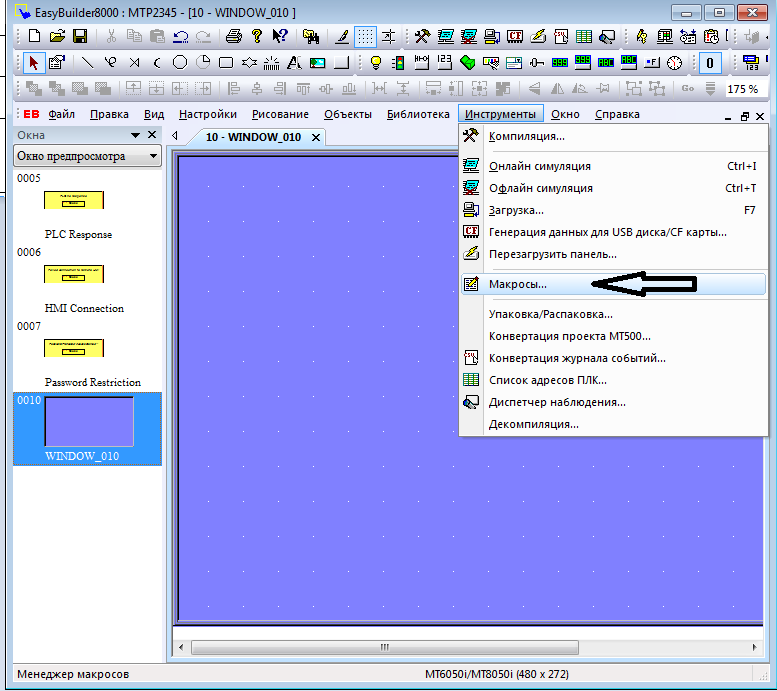 EasyBuilder8000 : MTP2345 - [10 - WINDOW_010 ]
175 %
EB Файл Правка Вид Настройки Рисование Объекты Библиотека Инструменты Окно Справка
Окна
10 - WINDOW_010
Окно предпросмотра
0005
PLC Response
0006
HMI Connection
0007
Password Restriction
0010
WINDOW_010
Компиляция...
Онлайн симуляция Ctrl+I
Офлайн симуляция Ctrl+T
Загрузка... F7
Генерация данных для USB диска/CF карты...
Перезагрузить панель...
Макросы...
Упаковка/Распаковка...
Конвертация проекта MT500...
Конвертация журнала событий...
Список адресов ПЛК...
Диспетчер наблюдения...
Декомпиляция...
Менеджер макросов
MT6050i/MT8050i (480 x 272)